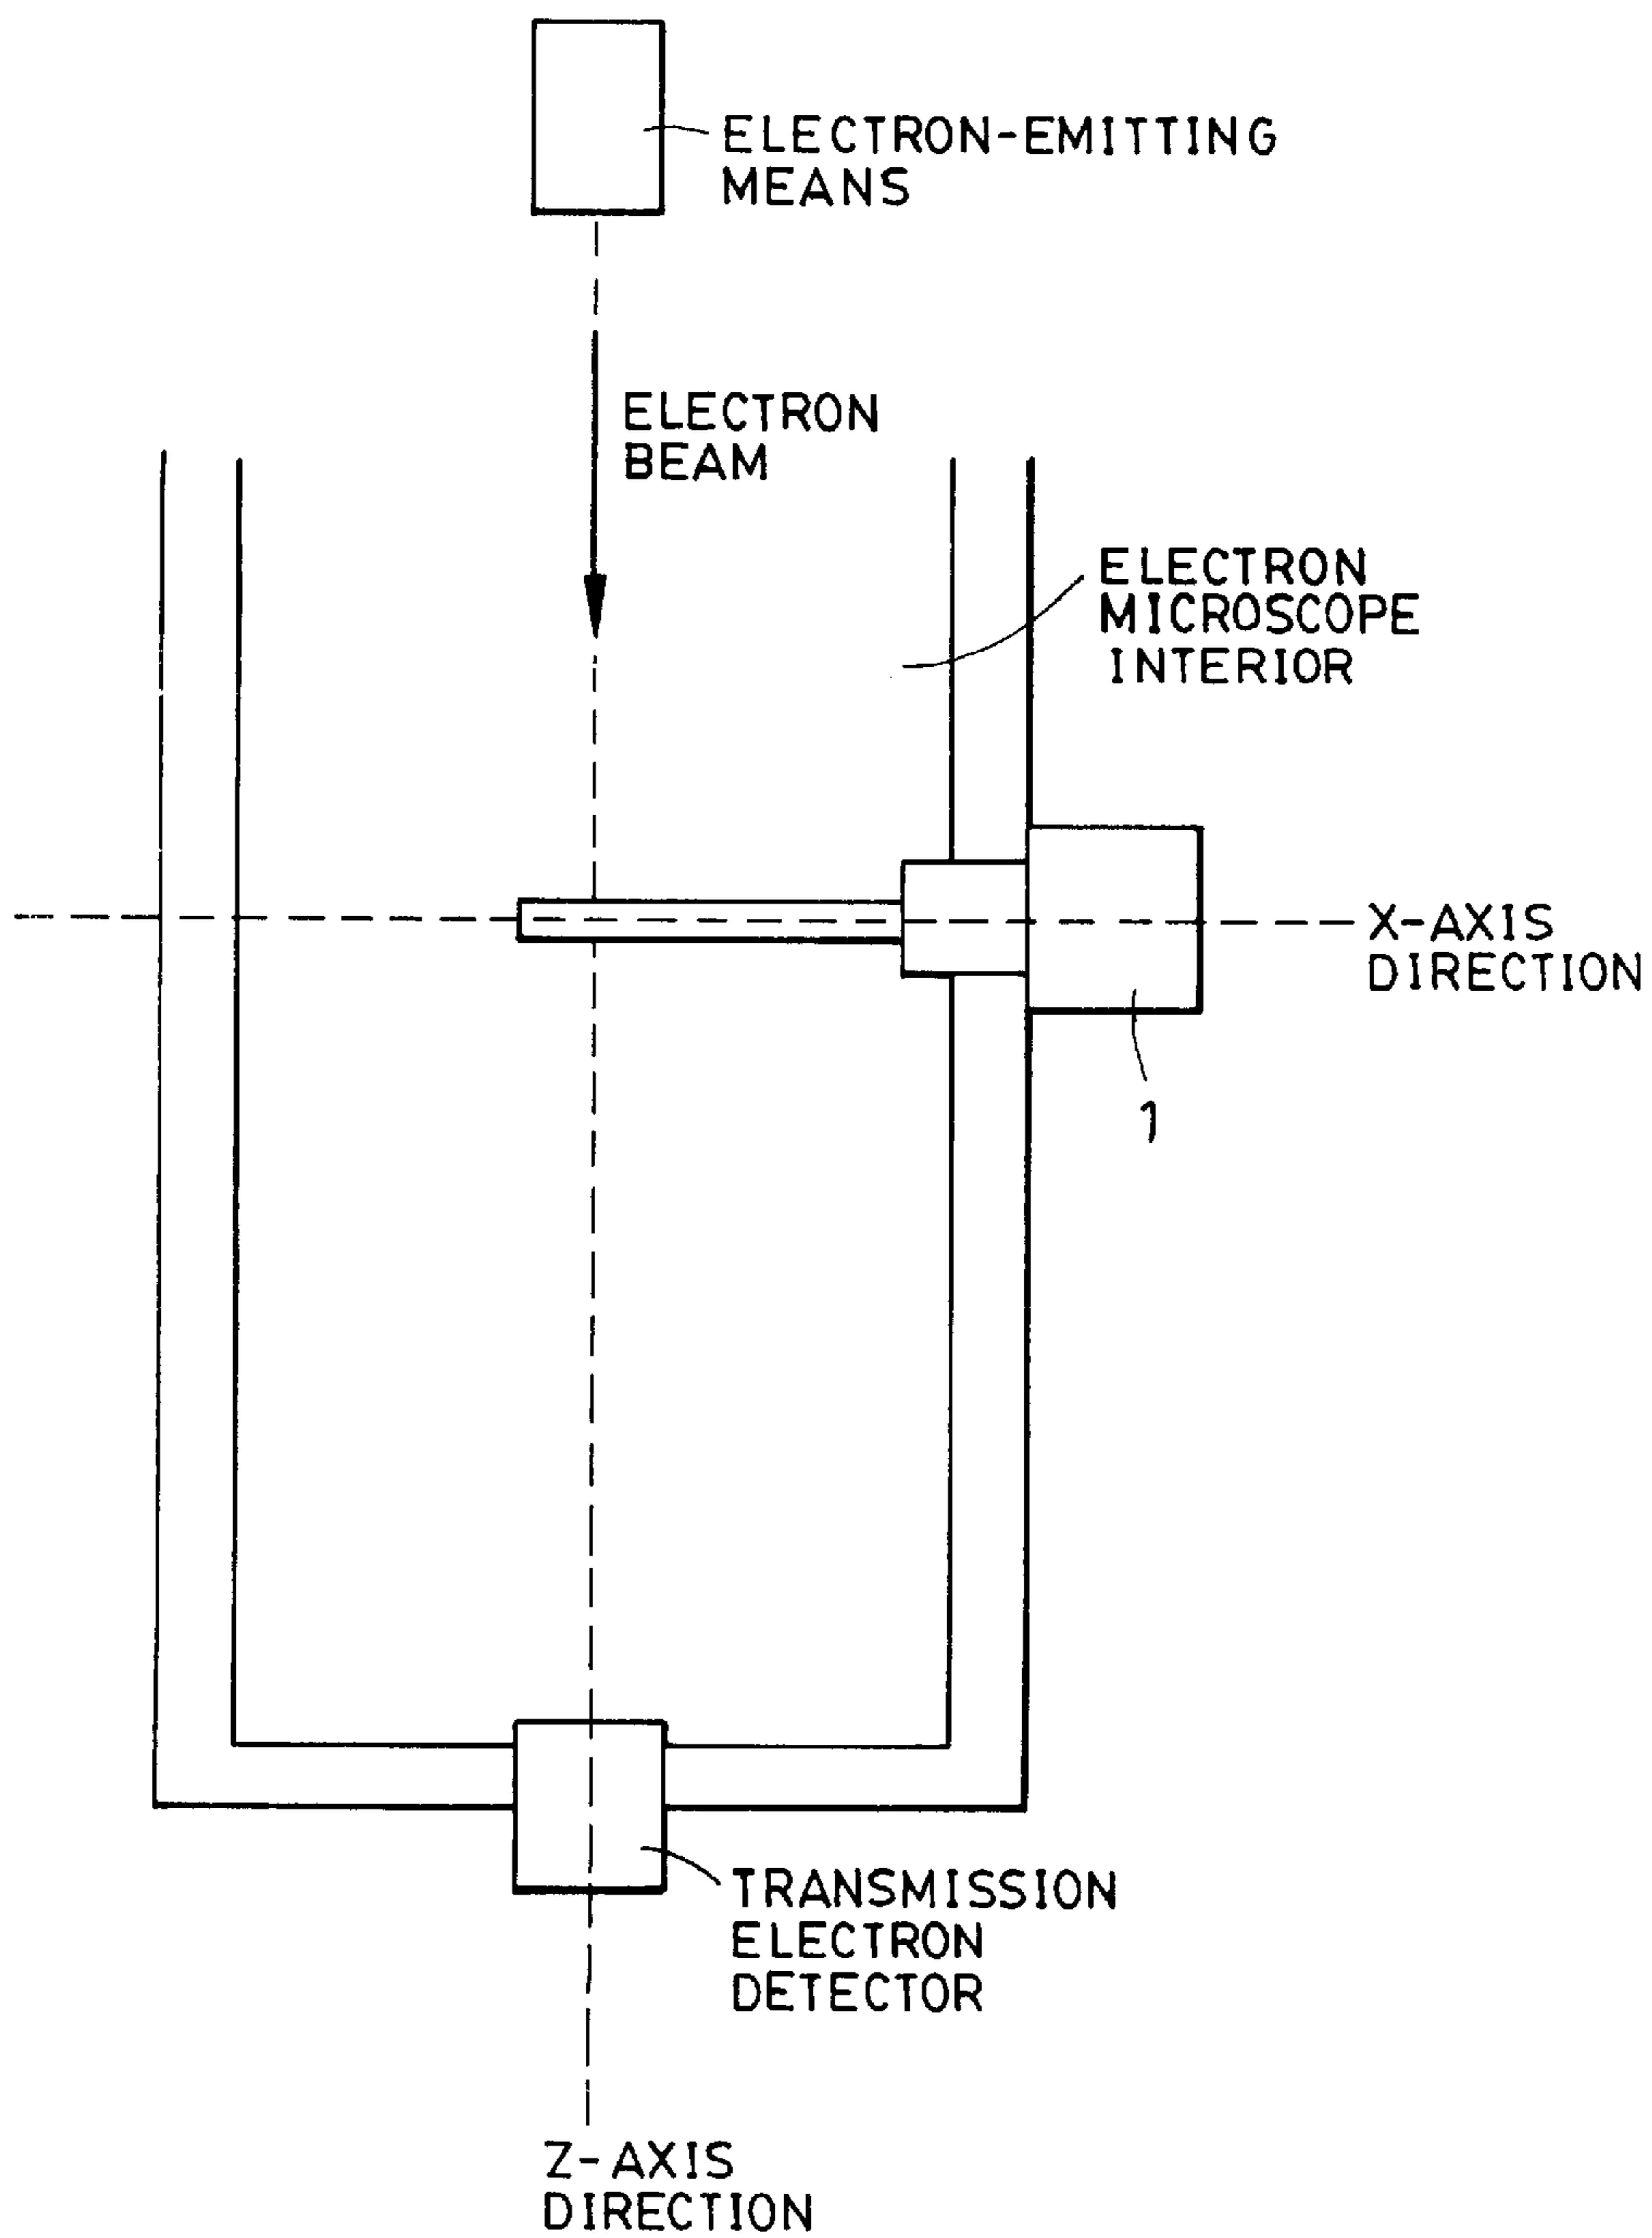 ELECTRON-EMITTING
MEANS
ELECTRON
BEAM
ELECTRON
MICROSCOPE
INTERIOR
X-AXIS
DIRECTION
1
TRANSMISSION
ELECTRON
DETECTOR
Z-AXIS
DIRECTION